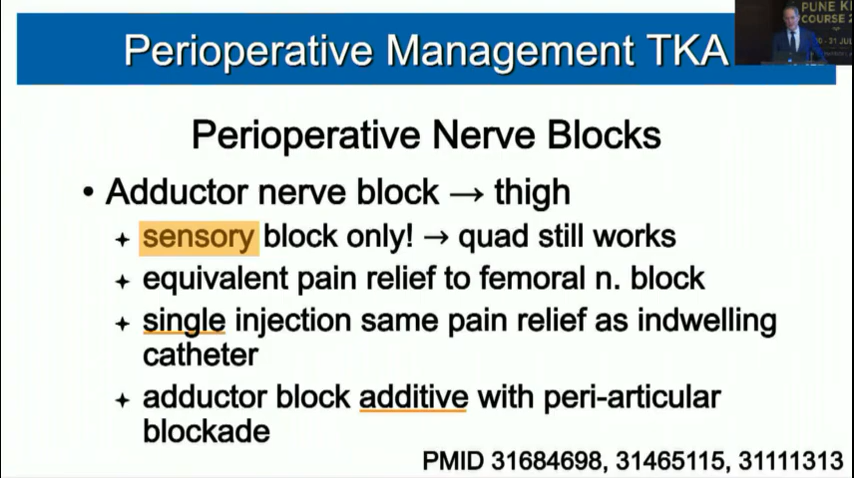 Perioperative Management TKA
PUNE
COURSE
31 JUL
Perioperative Nerve Blocks
• Adductor nerve block → thigh
+ sensory block only! → quad still works
+ equivalent pain relief to femoral n. block
+ single injection same pain relief as indwelling
catheter
+ adductor block additive with peri-articular
blockade
PMID 31684698, 31465115, 31111313